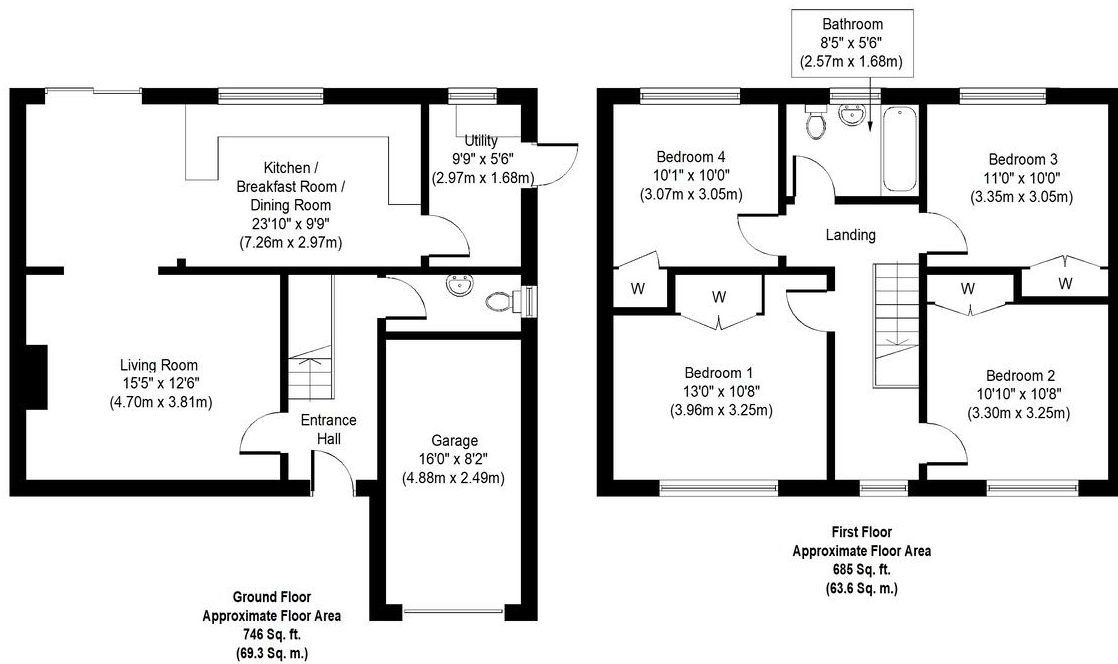 Utility
9'9" x 5'6"
(2.97m x 1.68m)
Kitchen /
Breakfast Room /
Dining Room
23'10" x 9'9"
(7.26m x 2.97m)
Living Room
15'5" x 12'6"
(4.70m x 3.81m)
Entrance
Hall
Garage
16'0" x 8'2"
(4.88m x 2.49m)
Ground Floor
Approximate Floor Area
746 Sq. ft.
(69.3 Sq. m.)
Bathroom
8'5" x 5'6"
(2.57m x 1.68m)
Bedroom 4
10'1" x 10'0"
(3.07m x 3.05m)
Bedroom 3
11'0" x 10'0"
(3.35m x 3.05m)
Landing
W
W
W
W
Bedroom 1
13'0" x 10'8"
(3.96m x 3.25m)
Bedroom 2
10'10" x 10'8"
(3.30m x 3.25m)
First Floor
Approximate Floor Area
685 Sq. ft.
(63.6 Sq. m.)